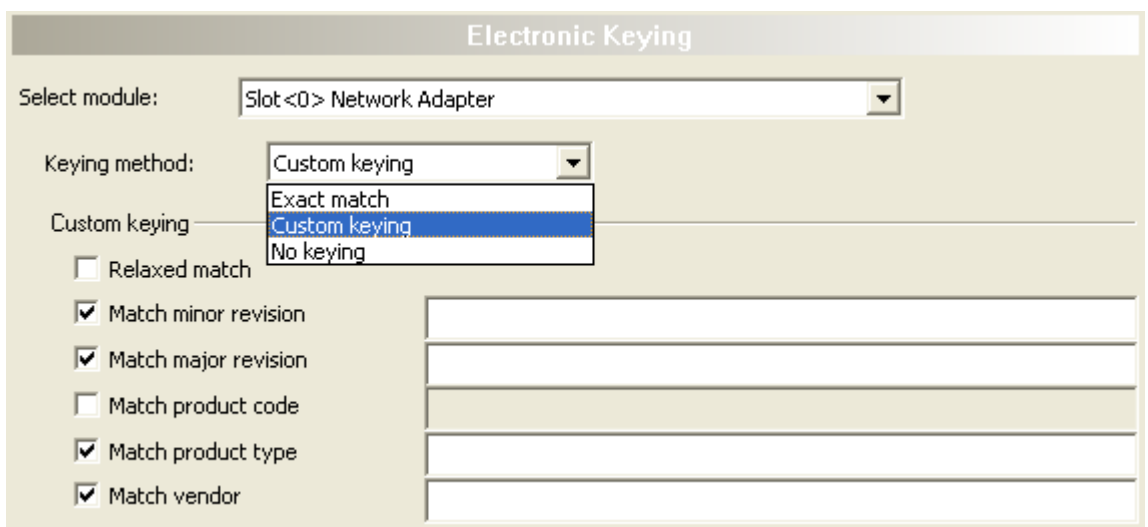 Electronic Keying
Select module: Slot<0> Network Adapter
Keying method: Custom keying
Exact match
Custom keying Custom keying
No keying
Relaxed match
Match minor revision
Match major revision
Match product code
Match product type
Match vendor